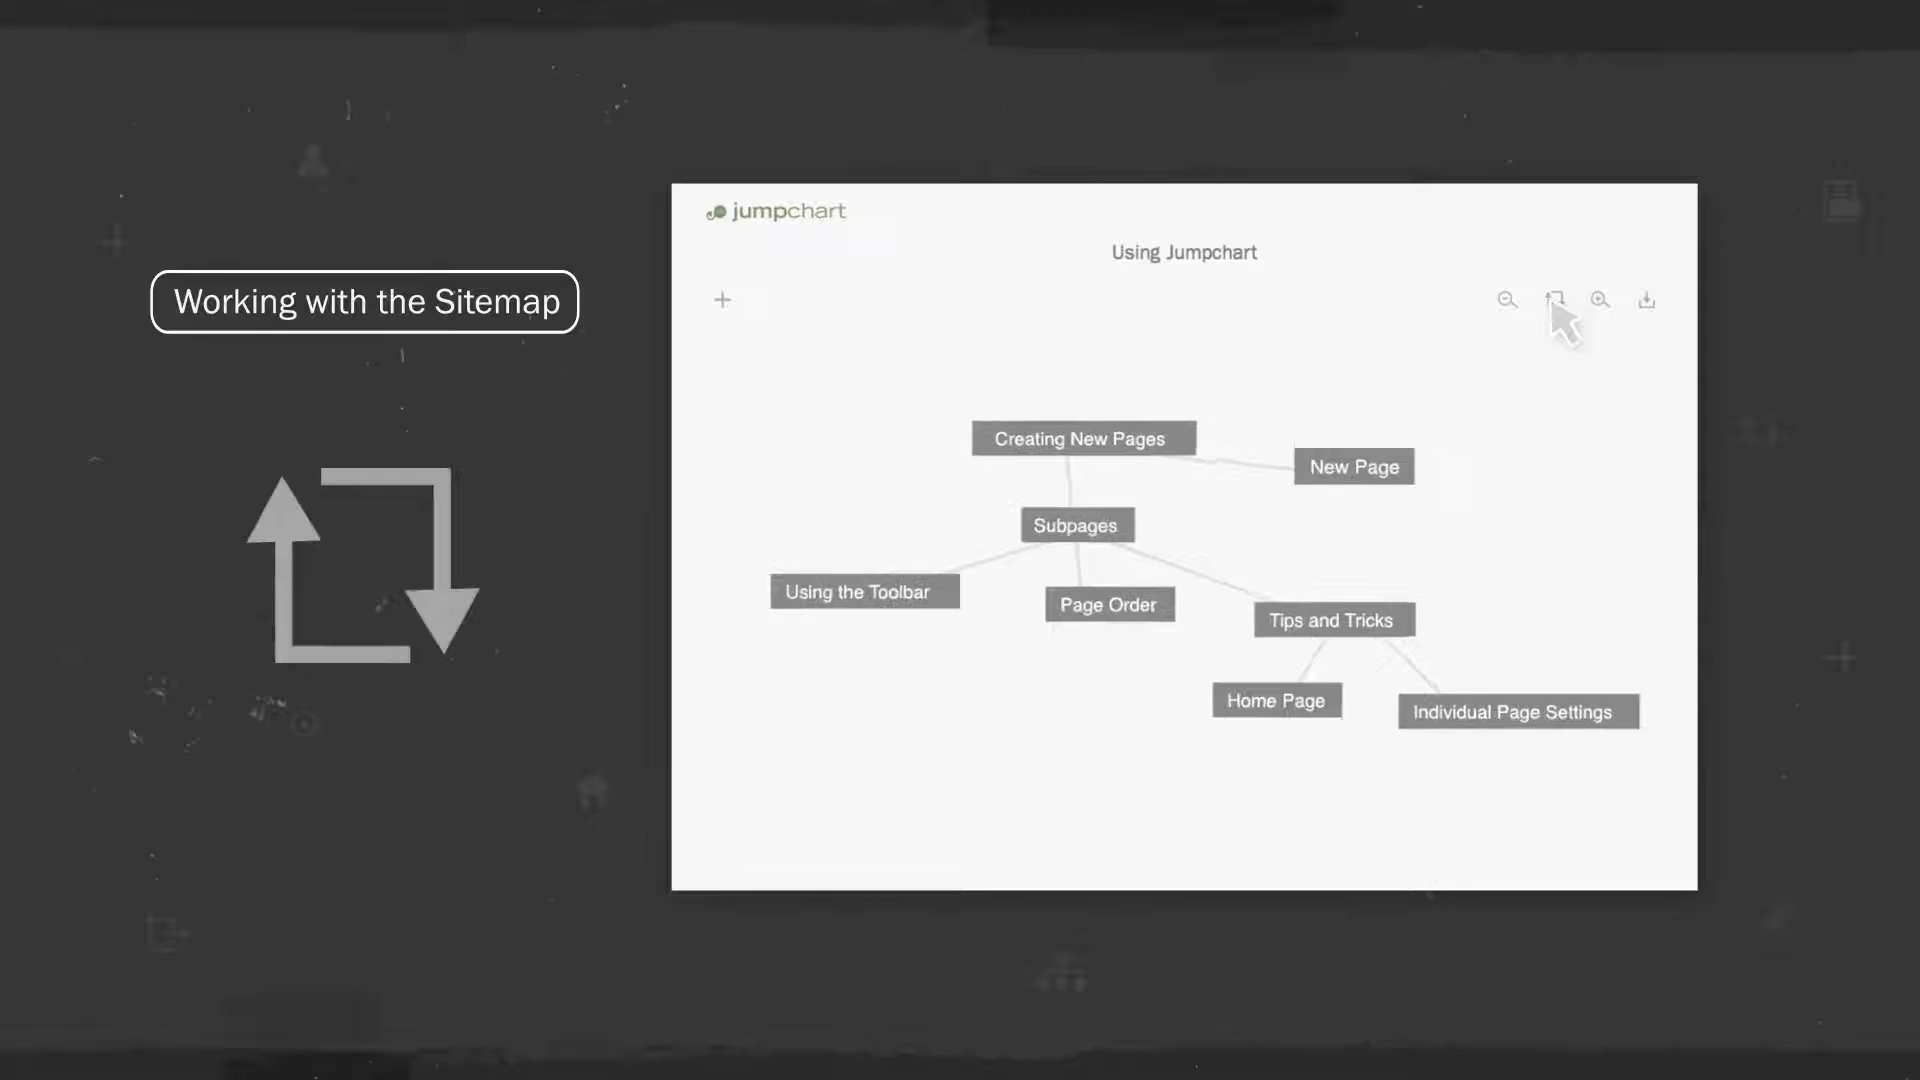 Working with the Sitemap
jumpchart
Using Jumpchart
Creating New Pages
New Page
Subpages
Using the Toolbar
Page Order
Tips and Tricks
Home Page
Individual Page Settings